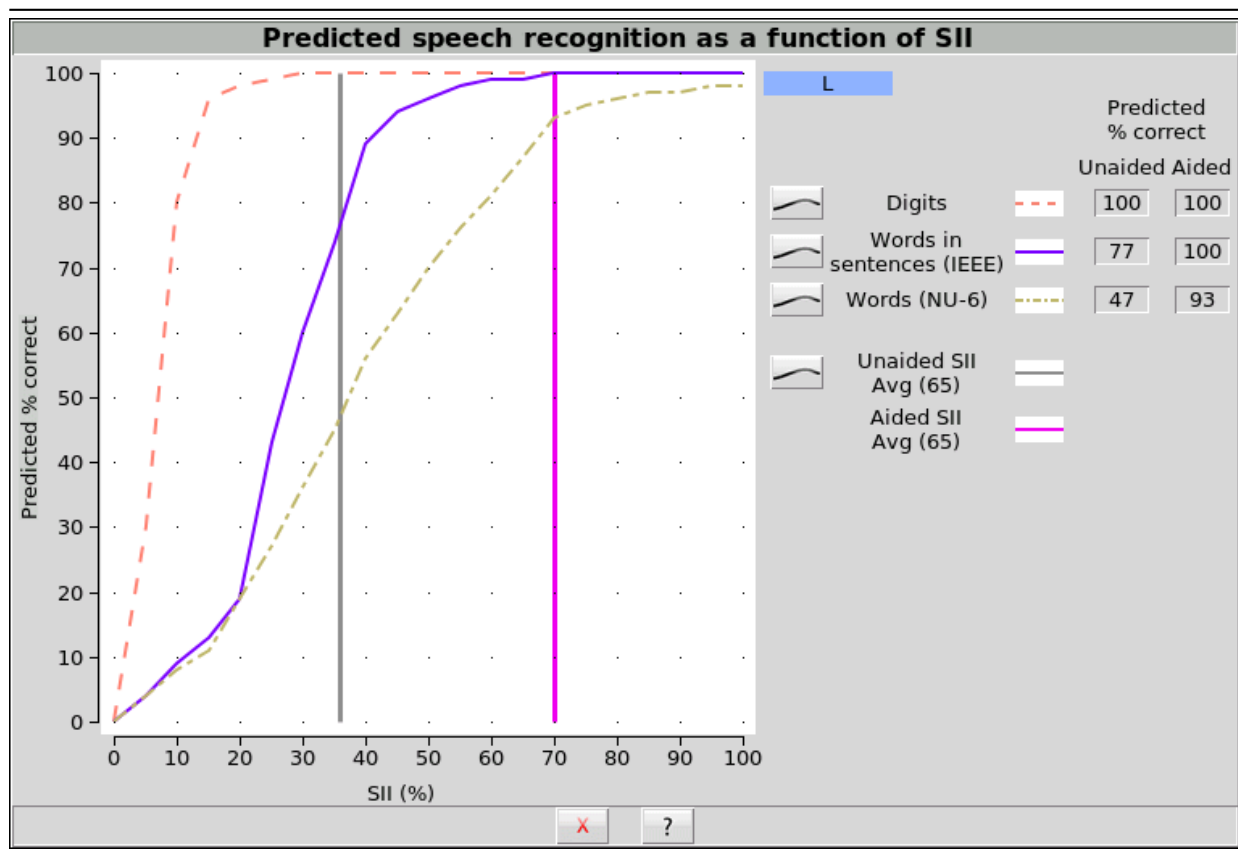 Predicted speech recognition as a function of SII
L
Predicted
% correct
Unaided Aided
Digits 100 100
Words in
sentences (IEEE) 77 100
Words (NU-6) 47 93
Unaided SII
Avg (65)
Aided SII
Avg (65)
Predicted % correct
100
90
80
70
60
50
40
30
20
10
0
0 10 20 30 40 50 60 70 80 90 100
SII (%)
X ?